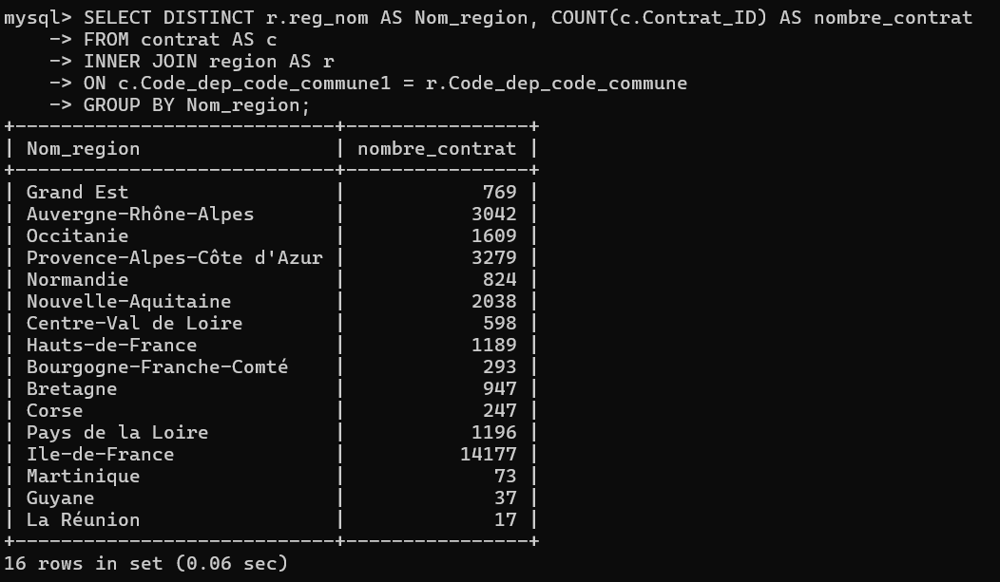 mysql> SELECT DISTINCT r.reg_nom AS Nom_region, COUNT(c.Contrat_ID) AS nombre_contrat
    -> FROM contrat AS c
    -> INNER JOIN region AS r
    -> ON c.Code_dep_code_commune1 = r.Code_dep_code_commune
    -> GROUP BY Nom_region;
+----------------------------+----------------+
| Nom_region                 | nombre_contrat |
+----------------------------+----------------+
| Grand Est                  |            769 |
| Auvergne-Rhône-Alpes       |           3042 |
| Occitanie                  |           1609 |
| Provence-Alpes-Côte d'Azur |           3279 |
| Normandie                  |            824 |
| Nouvelle-Aquitaine         |           2038 |
| Centre-Val de Loire        |            598 |
| Hauts-de-France            |           1189 |
| Bourgogne-Franche-Comté    |            293 |
| Bretagne                   |            947 |
| Corse                      |            247 |
| Pays de la Loire           |           1196 |
| Ile-de-France              |          14177 |
| Martinique                 |             73 |
| Guyane                     |             37 |
| La Réunion                 |             17 |
+----------------------------+----------------+
16 rows in set (0.06 sec)